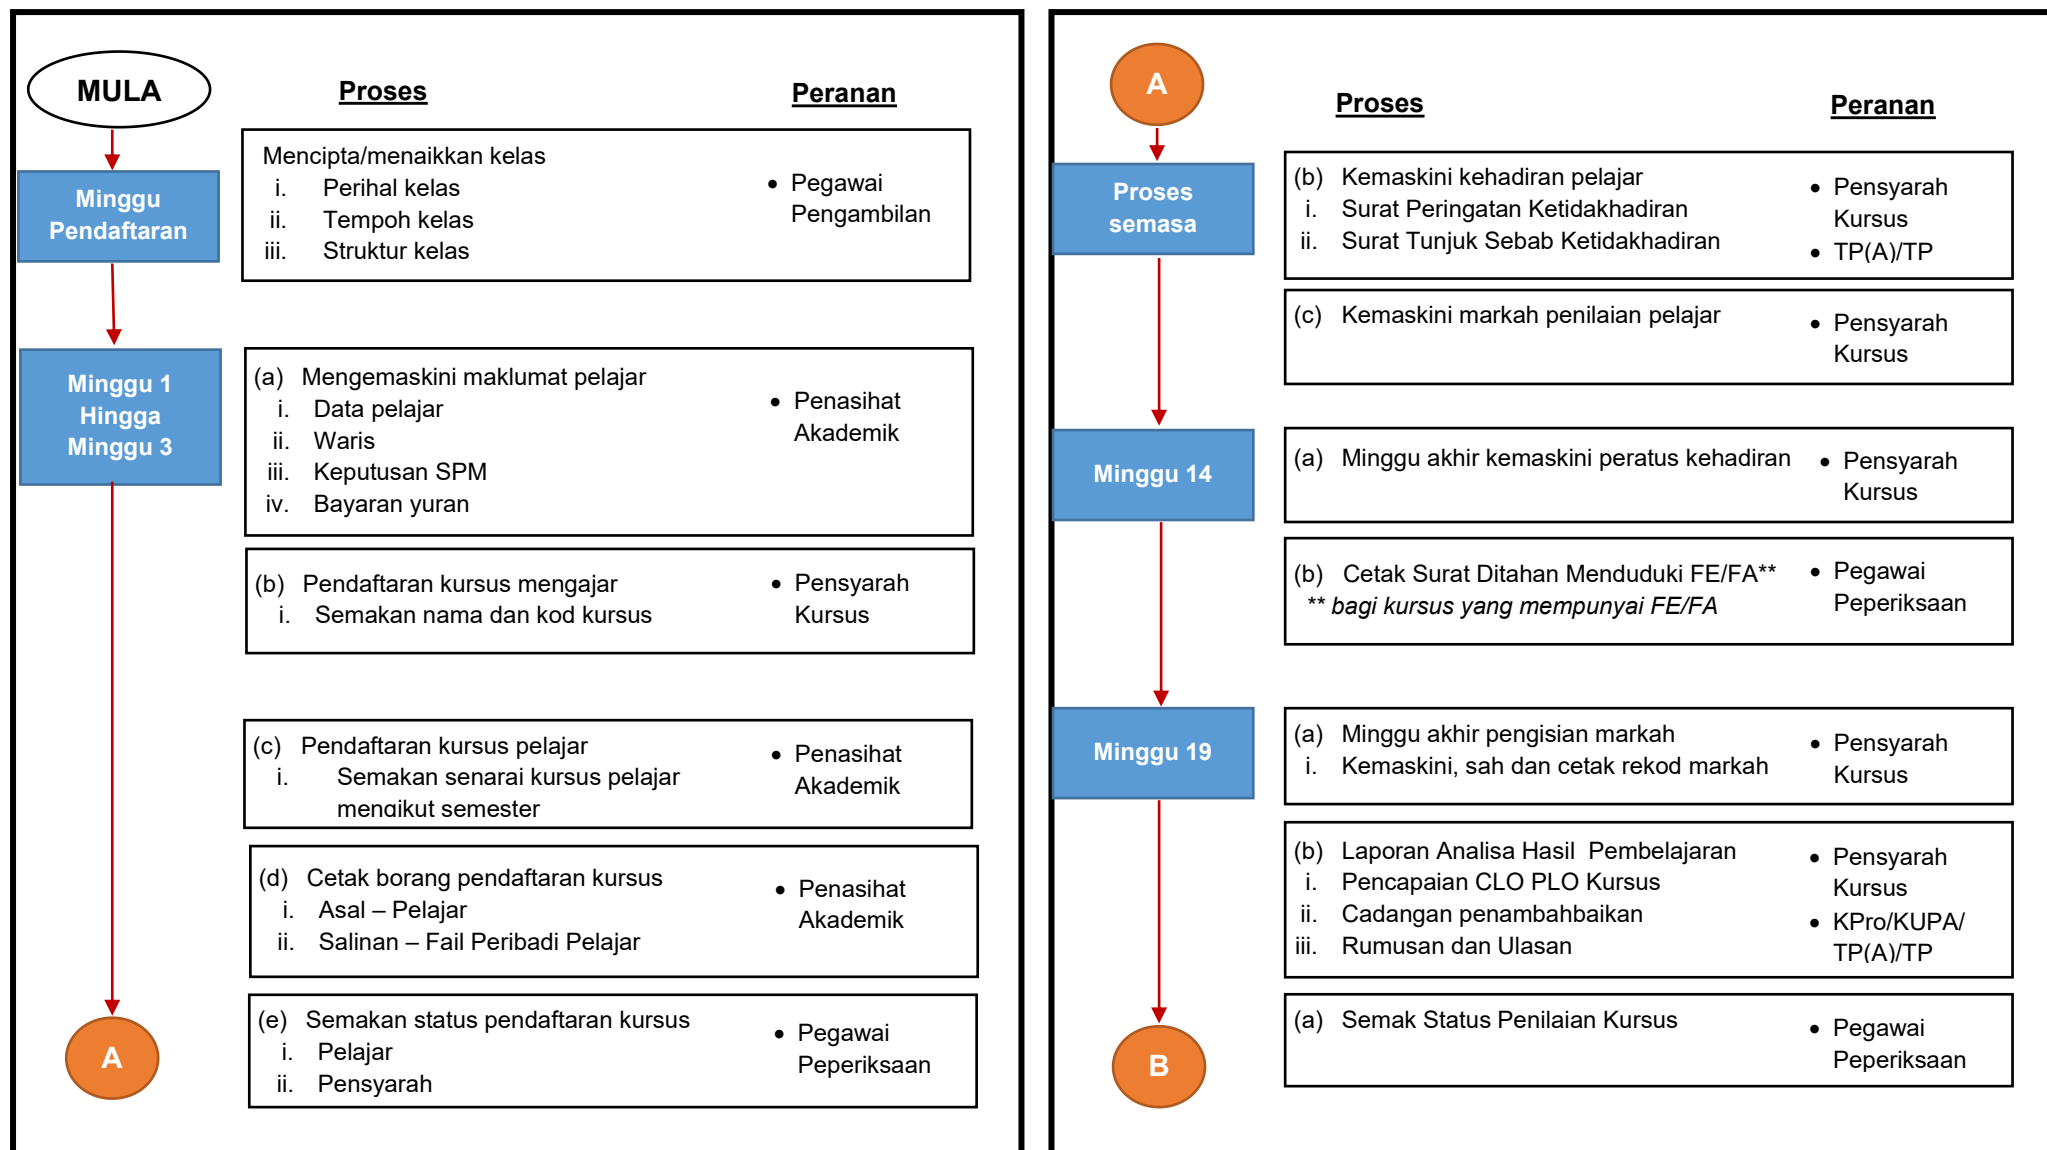 MULA
Proses
Peranan
Minggu
Pendaftaran
Mencipta/menaikkan kelas
i. Perihal kelas
ii. Tempoh kelas
iii. Struktur kelas
• Pegawai
Pengambilan
Minggu 1
Hingga
Minggu 3
(a) Mengemaskini maklumat pelajar
i. Data pelajar
ii. Waris
iii. Keputusan SPM
iv. Bayaran yuran
• Penasihat
Akademik
(b) Pendaftaran kursus mengajar
i. Semakan nama dan kod kursus
• Pensyarah
Kursus
(c) Pendaftaran kursus pelajar
i. Semakan senarai kursus pelajar
mengikut semester
• Penasihat
Akademik
(d) Cetak borang pendaftaran kursus
i. Asal – Pelajar
ii. Salinan – Fail Peribadi Pelajar
• Penasihat
Akademik
(e) Semakan status pendaftaran kursus
i. Pelajar
ii. Pensyarah
• Pegawai
Peperiksaan
A
A
Proses
Peranan
Proses
semasa
(b) Kemaskini kehadiran pelajar
i. Surat Peringatan Ketidakhadiran
ii. Surat Tunjuk Sebab Ketidakhadiran
• Pensyarah
Kursus
• TP(A)/TP
(c) Kemaskini markah penilaian pelajar
• Pensyarah
Kursus
Minggu 14
(a) Minggu akhir kemaskini peratus kehadiran
• Pensyarah
Kursus
(b) Cetak Surat Ditahan Menduduki FE/FA**
** bagi kursus yang mempunyai FE/FA
• Pegawai
Peperiksaan
Minggu 19
(a) Minggu akhir pengisian markah
i. Kemaskini, sah dan cetak rekod markah
• Pensyarah
Kursus
(b) Laporan Analisa Hasil Pembelajaran
i. Pencapaian CLO PLO Kursus
ii. Cadangan penambahbaikan
iii. Rumusan dan Ulasan
• Pensyarah
Kursus
• KPro/KUPA/
TP(A)/TP
(a) Semak Status Penilaian Kursus
• Pegawai
Peperiksaan
B